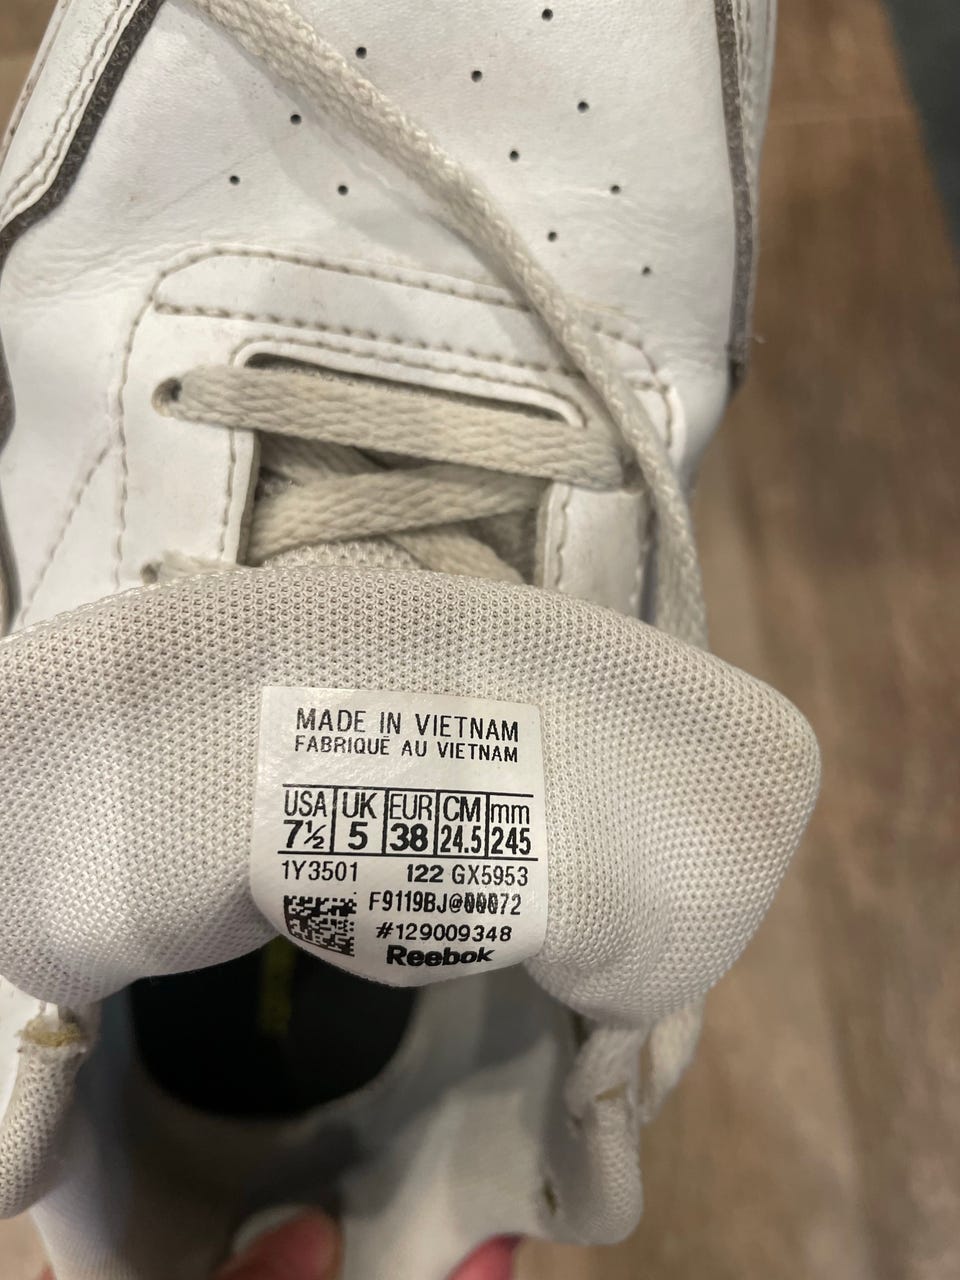 MADE IN VIETNAM
FABRIQUÉ AU VIETNAM
USA UK EUR CM mm
7½ 5 38 24.5 245
1Y3501 122 GX5953
F9119BJ@00072
#129009348
Reebok